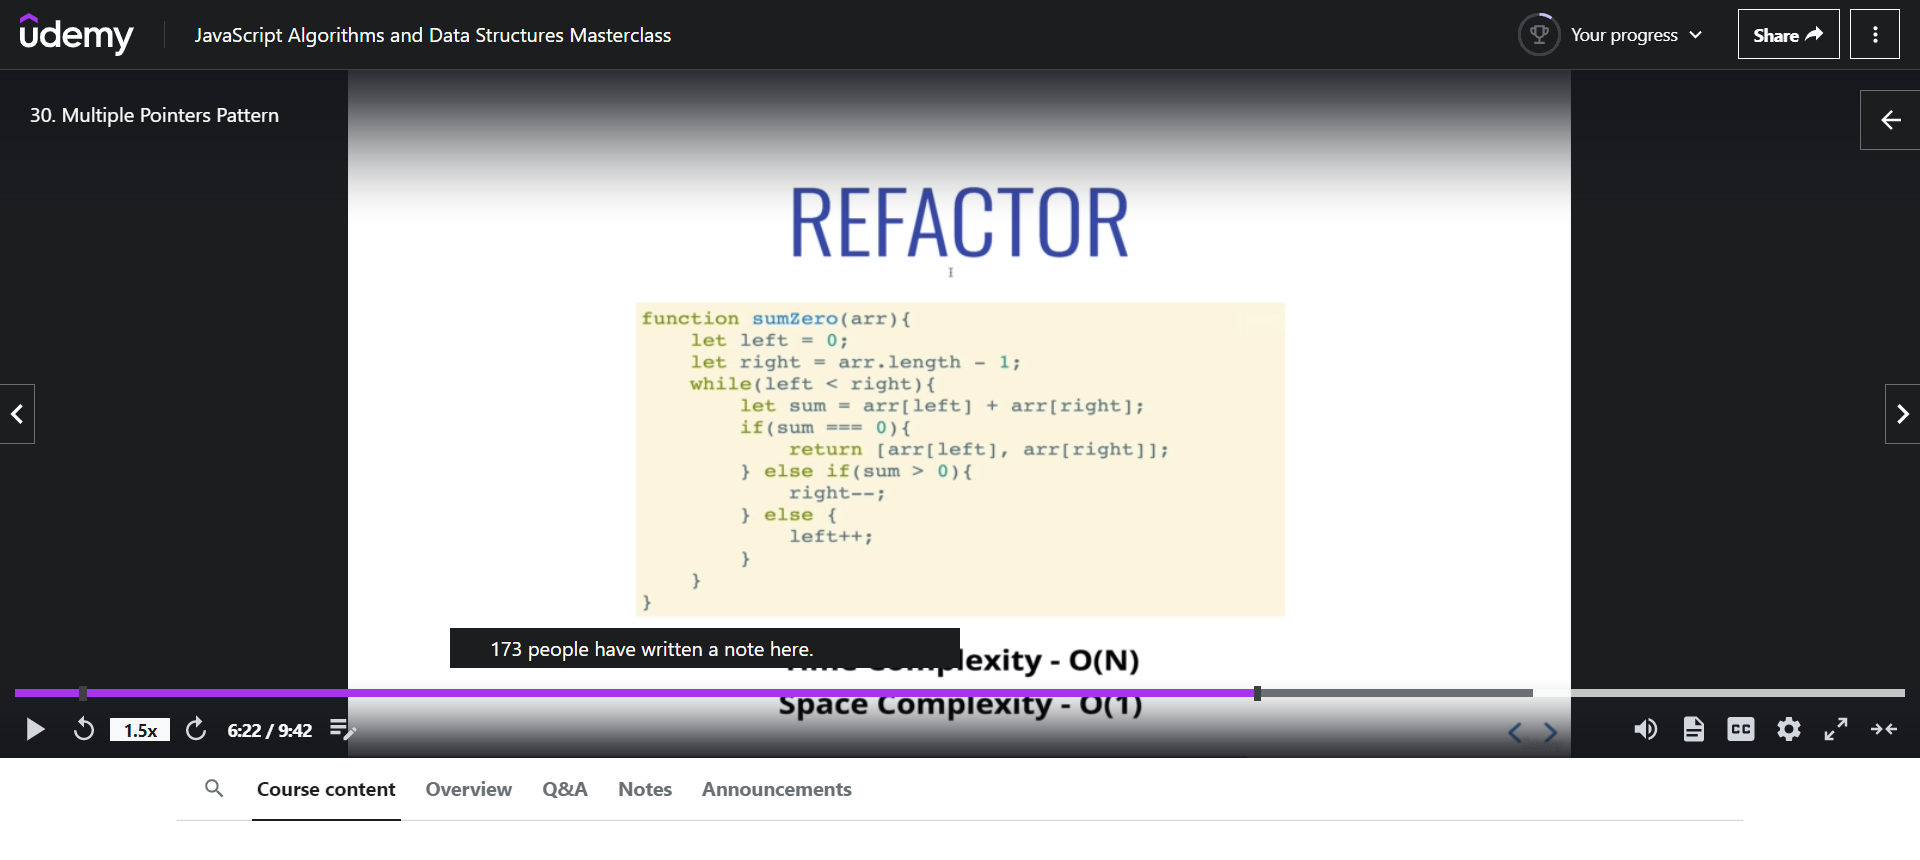 ûdemy
JavaScript Algorithms and Data Structures Masterclass
Your progress
Share
30. Multiple Pointers Pattern
REFACTOR
function sumZero(arr){
    let left = 0;
    let right = arr.length - 1;
    while(left < right){
        let sum = arr[left] + arr[right];
        if(sum === 0){
            return [arr[left], arr[right]];
        } else if(sum > 0){
            right--;
        } else {
            left++;
        }
    }
}
173 people have written a note here.
Time Complexity - O(N)
Space Complexity - O(1)
1.5x
6:22 / 9:42
CC
Course content
Overview
Q&A
Notes
Announcements